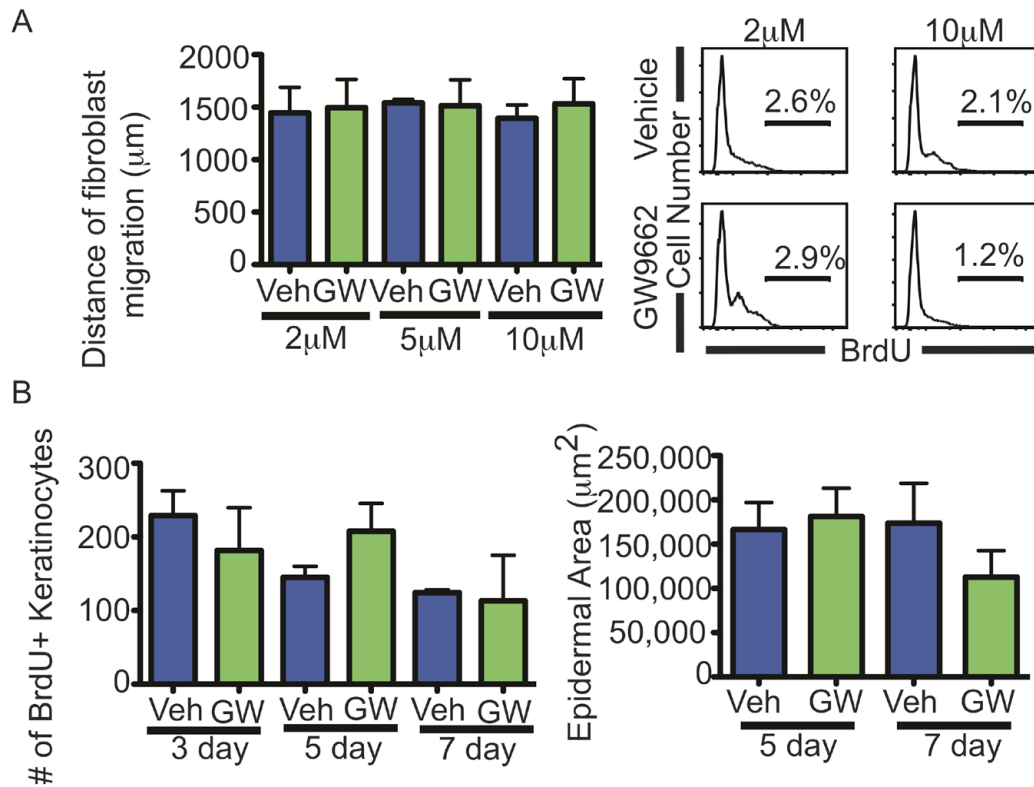 A
Distance of fibroblast
migration (μm)
2000
1500
1000
500
0
Veh GW Veh GW Veh GW
2μM 5μM 10μM
2μM 10μM
Vehicle
GW9662
Cell Number
2.6% 2.1%
2.9% 1.2%
BrdU
B
# of BrdU+ Keratinocytes
300
200
100
0
Veh GW Veh GW Veh GW
3 day 5 day 7 day
Epidermal Area (μm²)
250,000
200,000
150,000
100,000
50,000
0
Veh GW Veh GW
5 day 7 day